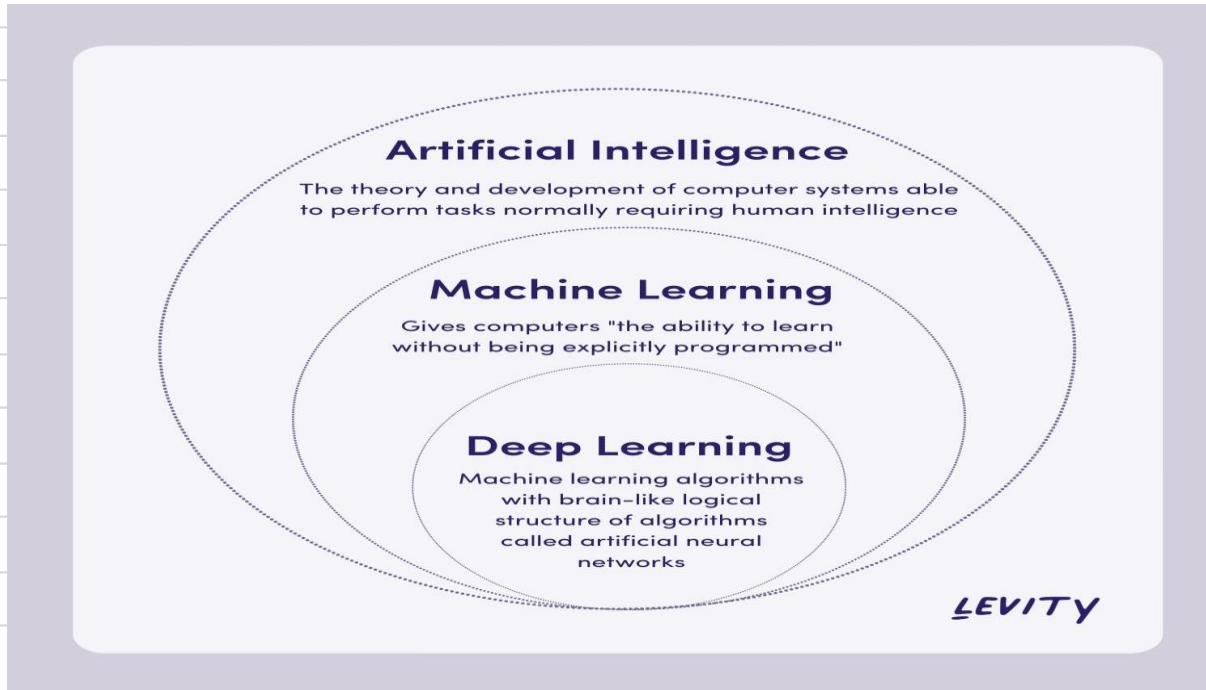 Artificial Intelligence
The theory and development of computer systems able
to perform tasks normally requiring human intelligence
Machine Learning
Gives computers "the ability to learn
without being explicitly programmed"
Deep Learning
Machine learning algorithms
with brain-like logical
structure of algorithms
called artificial neural
networks
LEVITY